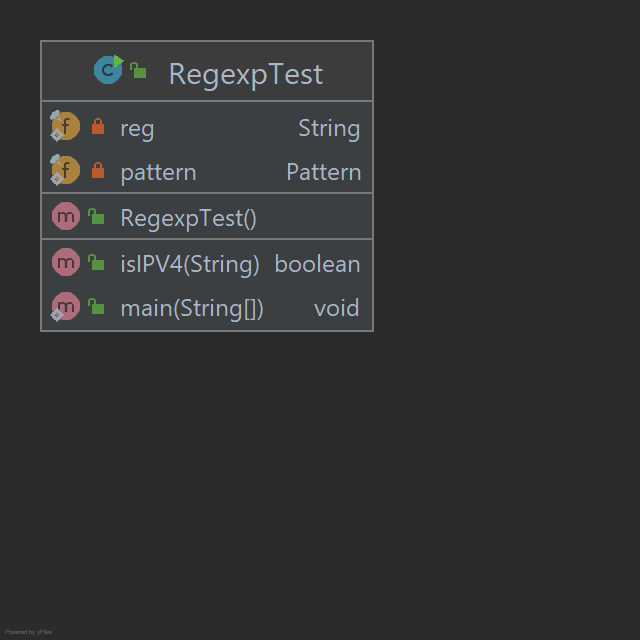 RegexpTest
reg String
pattern Pattern
RegexpTest()
isIPV4(String) boolean
main(String[]) void
Powered by yFiles